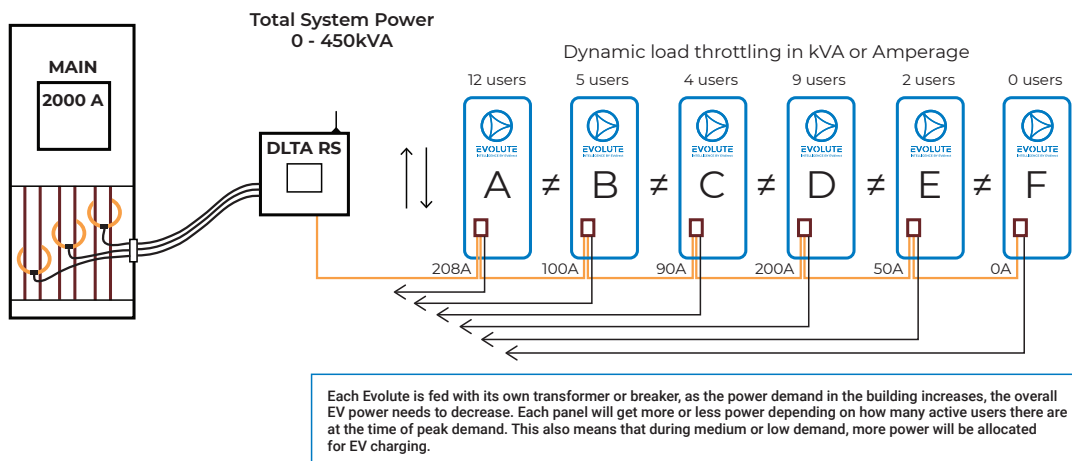 Total System Power
0 - 450kVA
Dynamic load throttling in kVA or Amperage
MAIN
2000 A
DLTA RS
12 users
5 users
4 users
9 users
2 users
0 users
EVOLUTE
EVOLUTE
EVOLUTE
EVOLUTE
EVOLUTE
EVOLUTE
A ≠ B ≠ C ≠ D ≠ E ≠ F
208A
100A
90A
200A
50A
0A
Each Evolute is fed with its own transformer or breaker, as the power demand in the building increases, the overall
EV power needs to decrease. Each panel will get more or less power depending on how many active users there are
at the time of peak demand. This also means that during medium or low demand, more power will be allocated
for EV charging.